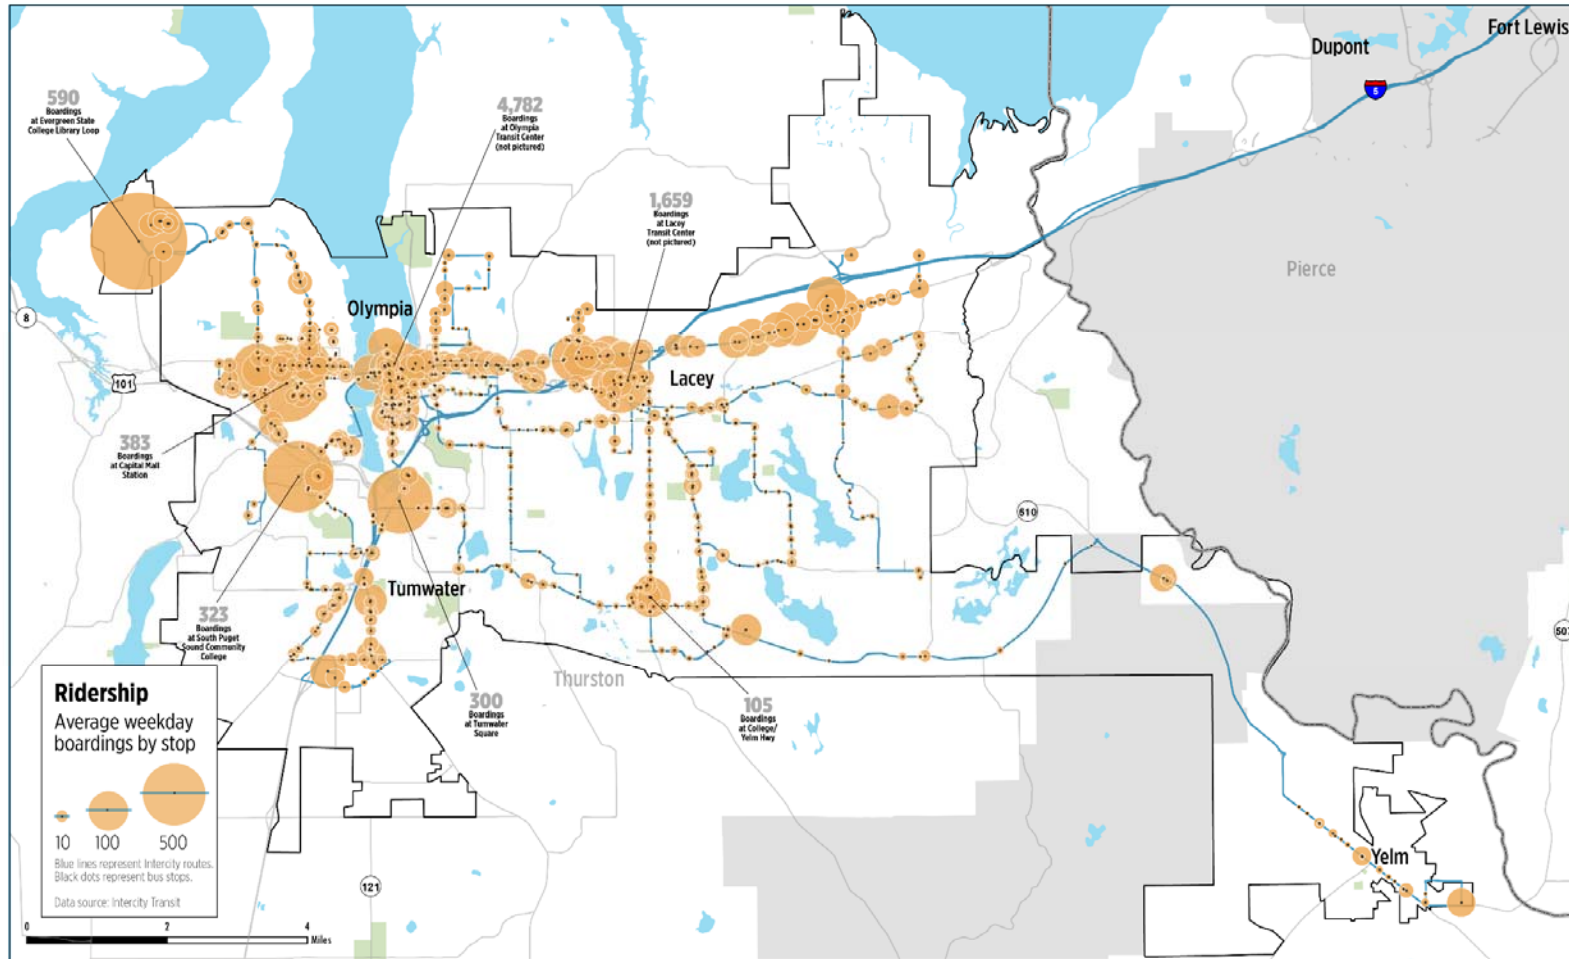 Fort Lewis
Dupont
5
590
Boardings
at Evergreen State
College Library Loop
4,782
Boardings
at Olympia
Transit Center
(not pictured)
1,659
Boardings
at Lacey
Transit Center
(not pictured)
Pierce
Olympia
8
101
Lacey
383
Boardings
at Capital Mall
Station
510
Tumwater
323
Boardings
at South Puget
Sound Commuity
College
507
Thurston
300
Boardings
at Tumwater
Square
105
Boardings
at College/
Yelm Hwy
Ridership
Average weekday
boardings by stop
10 100 500
Blue lines represent Intercity routes.
Black dots represent bus stops.
Data source: Intercity Transit
Yelm
121
0 2 4
Miles